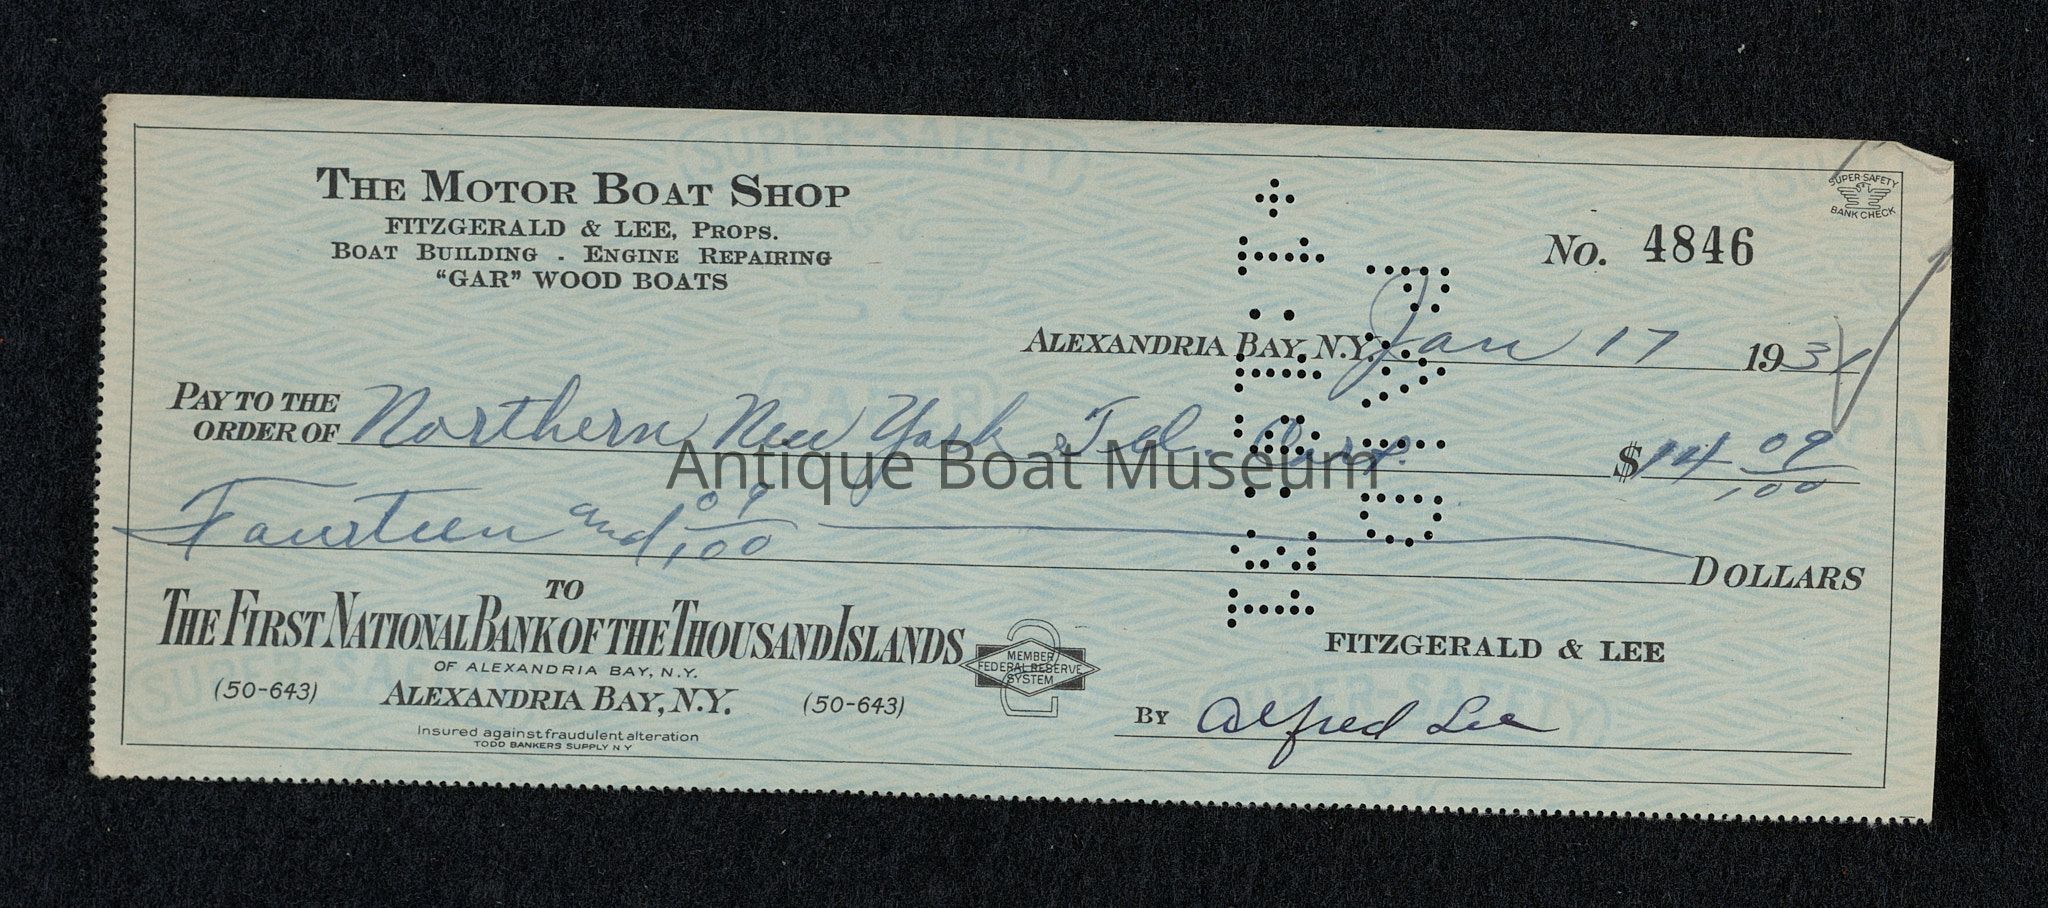 THE MOTOR BOAT SHOP
FITZGERALD & LEE, PROPS.
BOAT BUILDING - ENGINE REPAIRING
"GAR" WOOD BOATS
SUPER-SAFETY
SUPER SAFETY
BANK CHECK
No. 4846
ALEXANDRIA BAY, N.Y. Jan 17 1931
PAY TO THE
ORDER OF Northern New York Tel. Corp. $14 09/100
Antique Boat Museum
Fourteen and 09/100 DOLLARS
TO
THE FIRST NATIONAL BANK OF THE THOUSAND ISLANDS
OF ALEXANDRIA BAY, N.Y.
(50-643) ALEXANDRIA BAY, N.Y. (50-643)
MEMBER
FEDERAL RESERVE
SYSTEM
Insured against fraudulent alteration
TODD BANKERS SUPPLY N Y
FITZGERALD & LEE
BY Alfred Lee